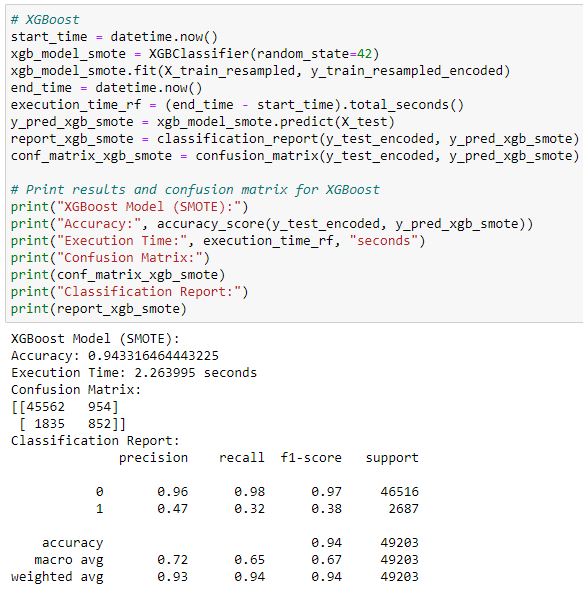 # XGBoost
start_time = datetime.now()
xgb_model_smote = XGBClassifier(random_state=42)
xgb_model_smote.fit(X_train_resampled, y_train_resampled_encoded)
end_time = datetime.now()
execution_time_rf = (end_time - start_time).total_seconds()
y_pred_xgb_smote = xgb_model_smote.predict(X_test)
report_xgb_smote = classification_report(y_test_encoded, y_pred_xgb_smote)
conf_matrix_xgb_smote = confusion_matrix(y_test_encoded, y_pred_xgb_smote)

# Print results and confusion matrix for XGBoost
print("XGBoost Model (SMOTE):")
print("Accuracy:", accuracy_score(y_test_encoded, y_pred_xgb_smote))
print("Execution Time:", execution_time_rf, "seconds")
print("Confusion Matrix:")
print(conf_matrix_xgb_smote)
print("Classification Report:")
print(report_xgb_smote)

XGBoost Model (SMOTE):
Accuracy: 0.943316464443225
Execution Time: 2.263995 seconds
Confusion Matrix:
[[45562   954]
 [ 1835   852]]
Classification Report:
              precision    recall  f1-score   support

           0       0.96      0.98      0.97     46516
           1       0.47      0.32      0.38      2687

    accuracy                           0.94     49203
   macro avg       0.72      0.65      0.67     49203
weighted avg       0.93      0.94      0.94     49203